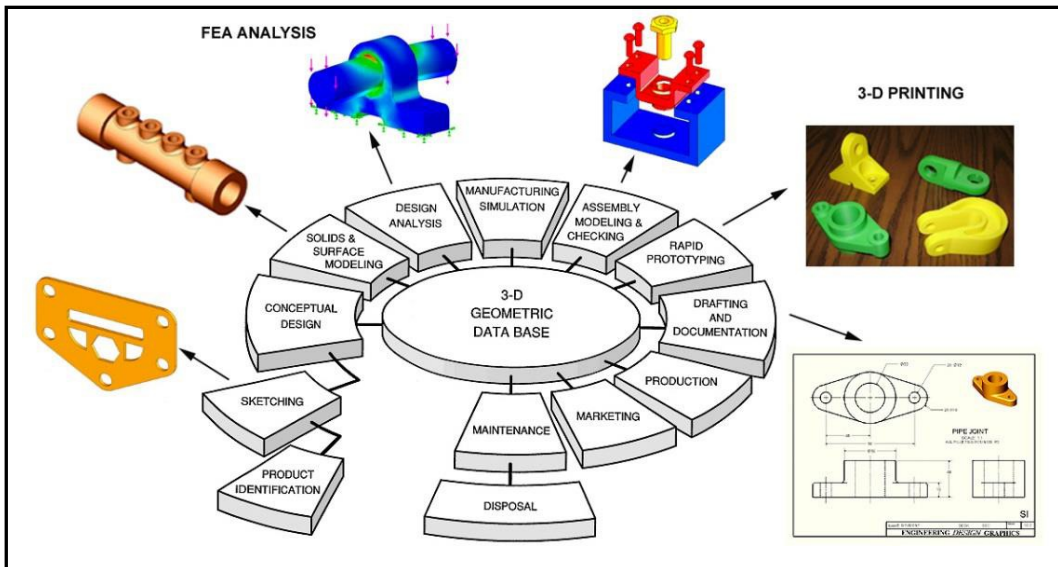 FEA ANALYSIS
3-D PRINTING
MANUFACTURING
SIMULATION
DESIGN
ANALYSIS
ASSEMBLY
MODELING &
CHECKING
SOLIDS &
SURFACE
MODELING
RAPID
PROTOTYPING
CONCEPTUAL
DESIGN
3-D
GEOMETRIC
DATA BASE
DRAFTING
AND
DOCUMENTATION
SKETCHING
PRODUCTION
MARKETING
MAINTENANCE
PRODUCT
IDENTIFICATION
DISPOSAL
PIPE JOINT
SI
ENGINEERING DESIGN GRAPHICS